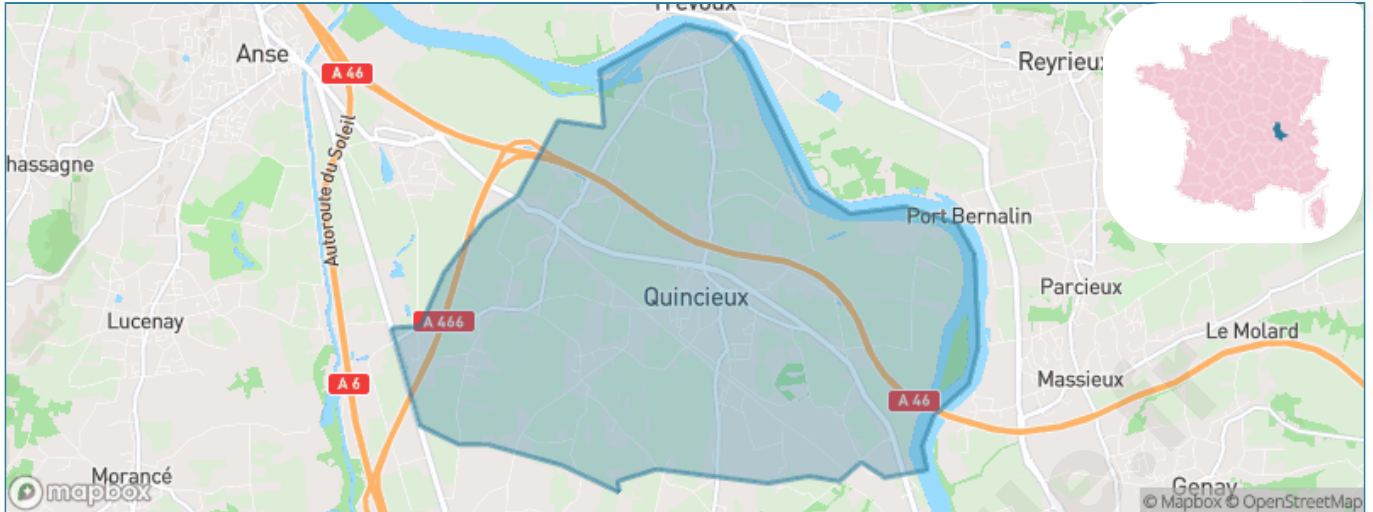 Trévoux
Anse
A 46
Reyrieux
Autoroute du Soleil
hassagne
Port Bernalin
Quincieux
Parcieux
A 466
Lucenay
Le Molard
A 6
Massieux
A 46
Morancé
Genay
mapbox
© Mapbox © OpenStreetMap